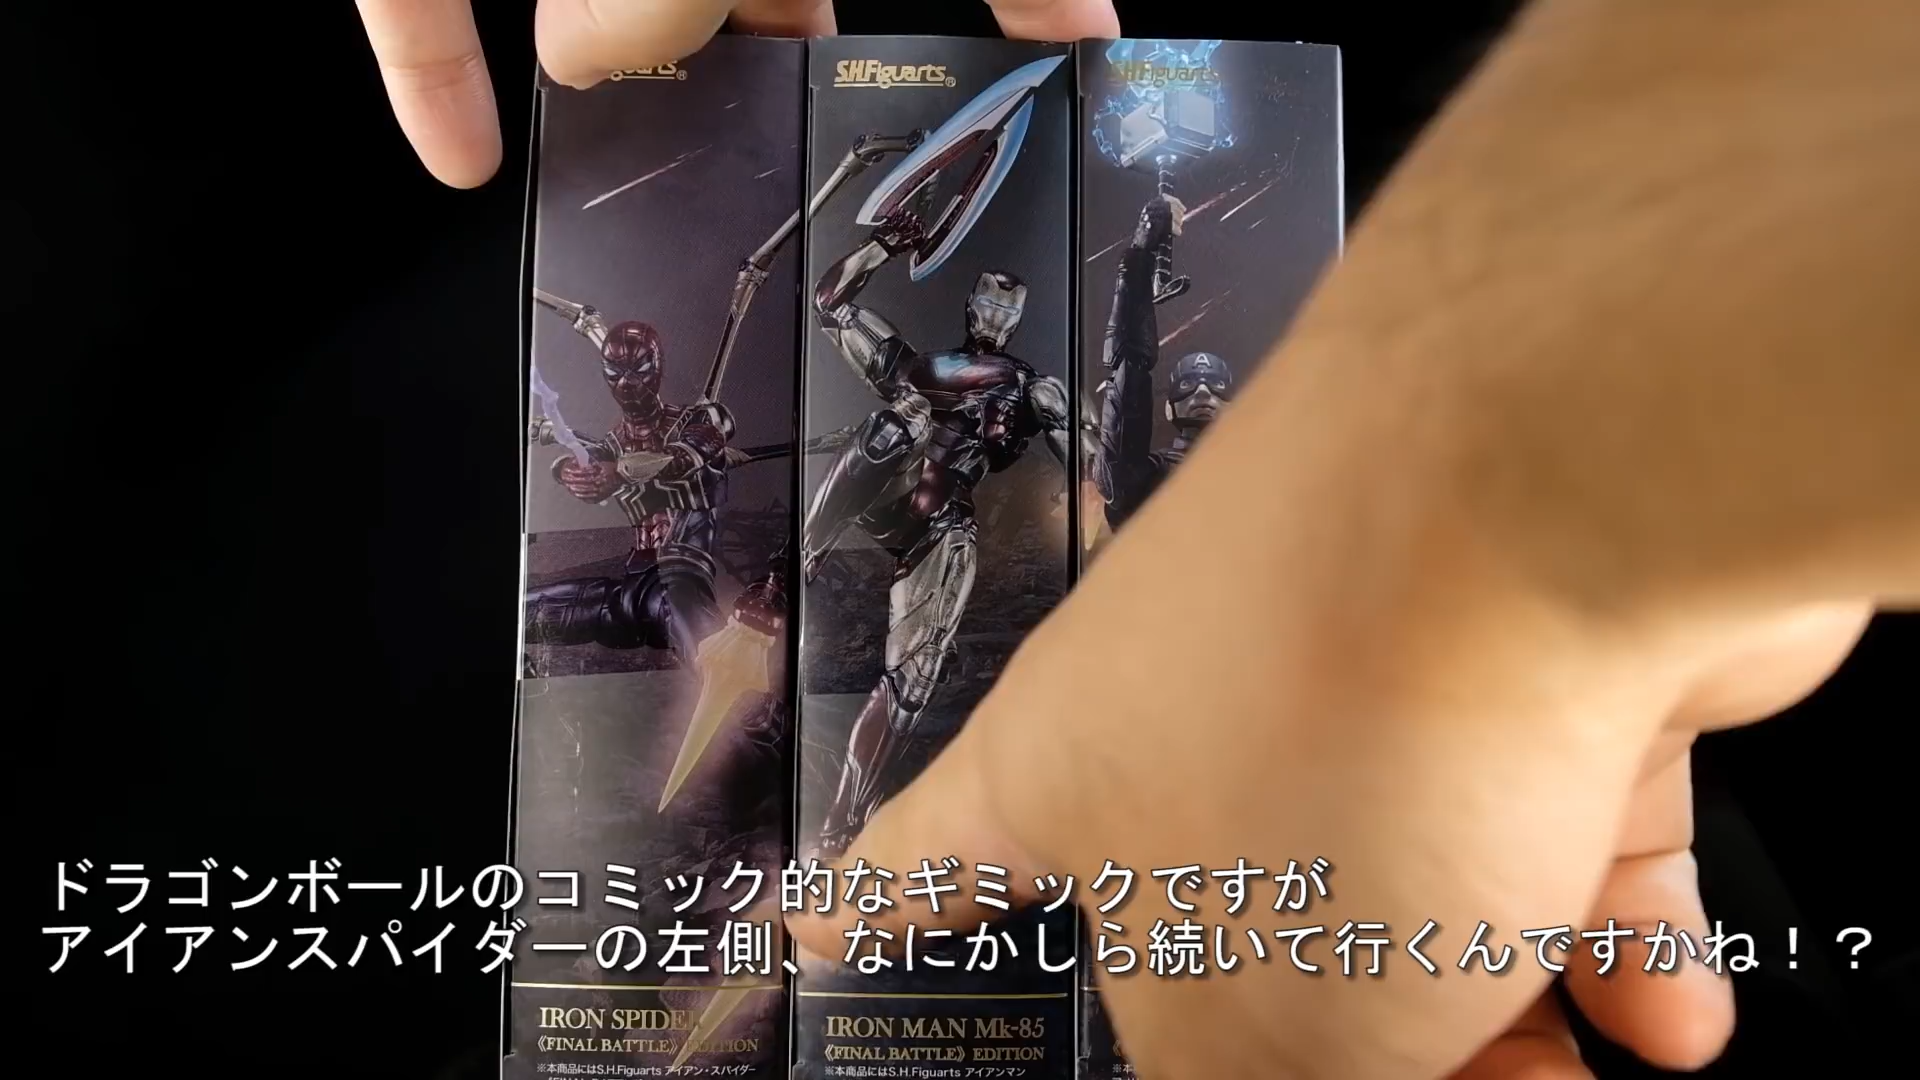 S.H.Figuarts®
S.H.Figuarts
A
ドラゴンボールのコミック的なギミックですが
アイアンスパイダーの左側、なにかしら続いて行くんですかね！？
IRON SPIDER
《FINAL BATTLE》 EDITION
※本商品にはS.H.Figuarts アイアン・スパイダー
IRON MAN Mk-85
《FINAL BATTLE》 EDITION
※本商品にはS.H.Figuarts アイアンマン